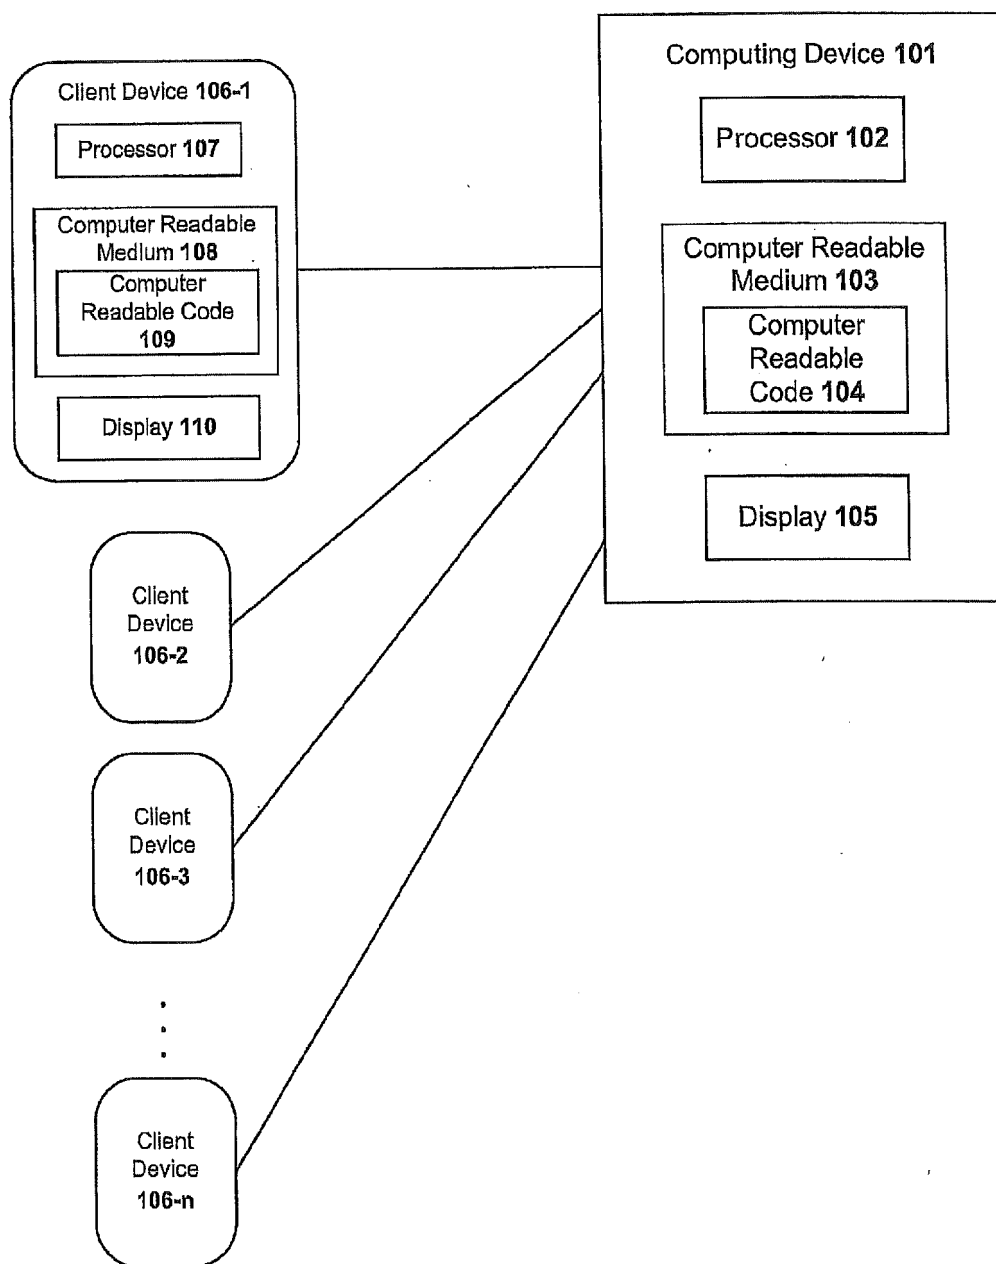 Client Device 106-1
Processor 107
Computer Readable
Medium 108
Computer
Readable Code
109
Display 110
Client
Device
106-2
Client
Device
106-3
Client
Device
106-n
Computing Device 101
Processor 102
Computer Readable
Medium 103
Computer
Readable
Code 104
Display 105